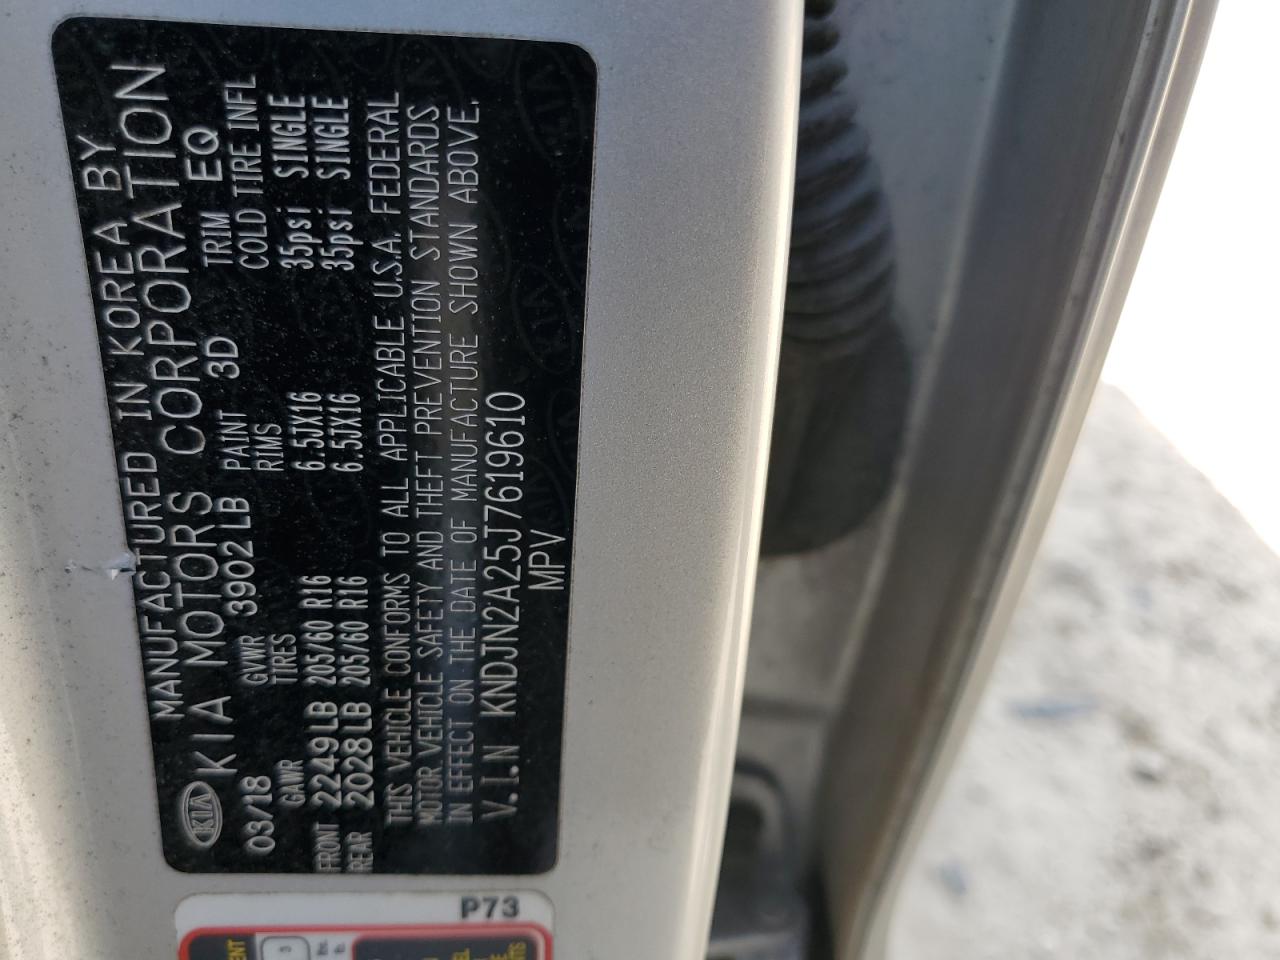 MANUFACTURED IN KOREA BY
KIA KIA MOTORS CORPORATION
03/18 GVWR 3902LB PAINT 3D TRIM EQ
GAWR TIRES RIMS COLD TIRE INFL
FRONT 2249LB 205/60 R16 6.5JX16 35psi SINGLE
REAR 2028LB 205/60 R16 6.5JX16 35psi SINGLE
THIS VEHICLE CONFORMS TO ALL APPLICABLE U.S.A. FEDERAL
MOTOR VEHICLE SAFETY AND THEFT PREVENTION STANDARDS
IN EFFECT ON THE DATE OF MANUFACTURE SHOWN ABOVE.
V.I.N KNDJN2A25J7619610
MPV
P73